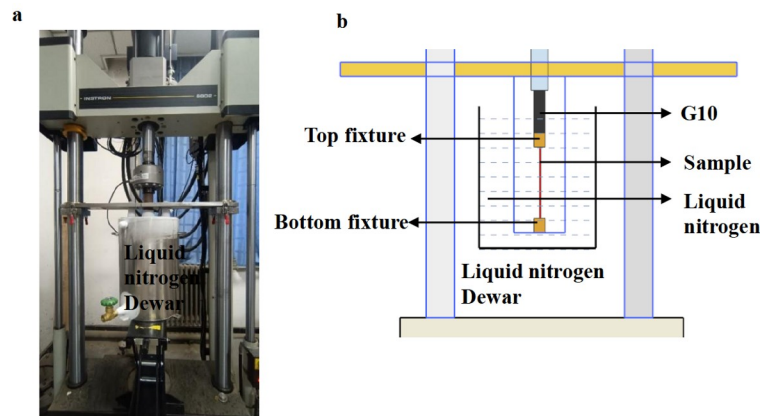 a
INSTRON
Liquid
nitrogen
Dewar
b
G10
Top fixture
Sample
Liquid
nitrogen
Bottom fixture
Liquid nitrogen
Dewar